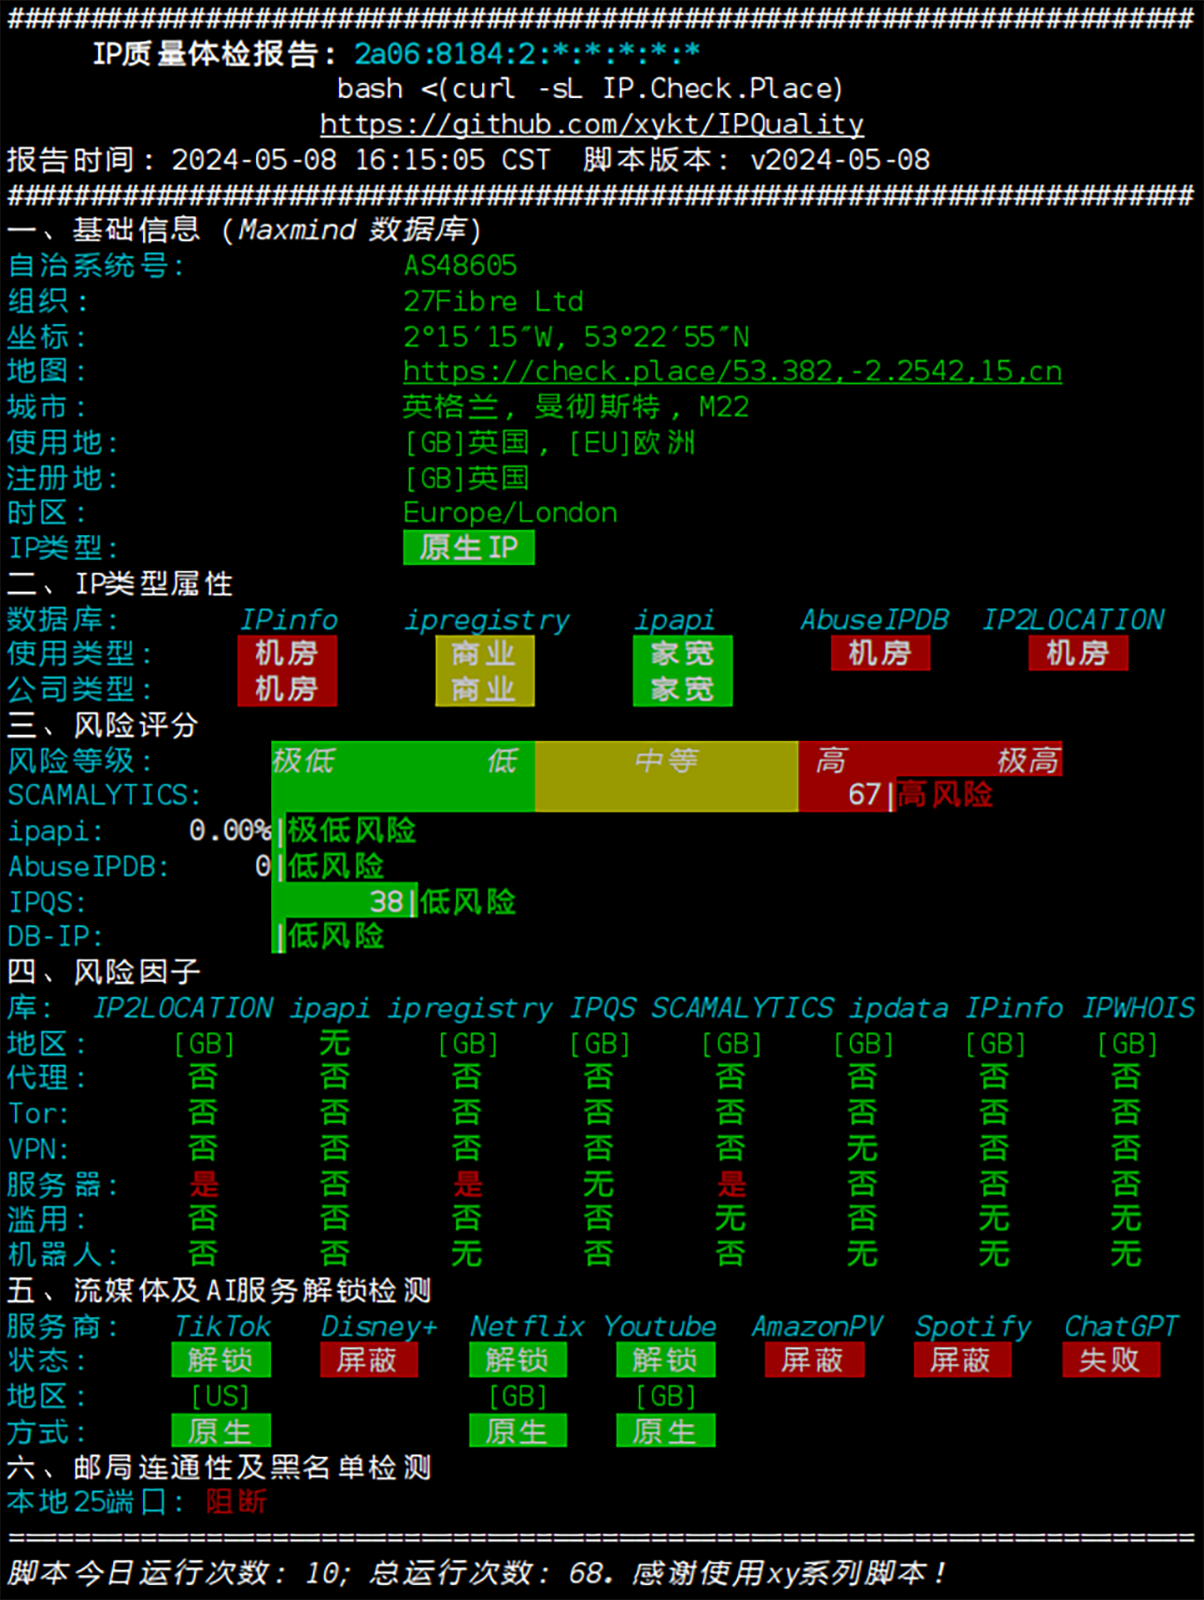 ########################################################################
IP质量体检报告: 2a06:8184:2:*:*:*:*:*
bash <(curl -sL IP.Check.Place)
https://github.com/xykt/IPQuality
报告时间: 2024-05-08 16:15:05 CST  脚本版本: v2024-05-08
########################################################################
一、基础信息 (Maxmind 数据库)
自治系统号: AS48605
组织: 27Fibre Ltd
坐标: 2°15′15″W, 53°22′55″N
地图: https://check.place/53.382,-2.2542,15,cn
城市: 英格兰, 曼彻斯特, M22
使用地: [GB]英国, [EU]欧洲
注册地: [GB]英国
时区: Europe/London
IP类型: 原生IP
二、IP类型属性
数据库: IPinfo ipregistry ipapi AbuseIPDB IP2LOCATION
使用类型: 机房 商业 家宽 机房 机房
公司类型: 机房 商业 家宽
三、风险评分
风险等级: 极低 低 中等 高 极高
SCAMALYTICS: 67|高风险
ipapi: 0.00%|极低风险
AbuseIPDB: 0|低风险
IPQS: 38|低风险
DB-IP: |低风险
四、风险因子
库: IP2LOCATION ipapi ipregistry IPQS SCAMALYTICS ipdata IPinfo IPWHOIS
地区: [GB] 无 [GB] [GB] [GB] [GB] [GB] [GB]
代理: 否 否 否 否 否 否 否 否
Tor: 否 否 否 否 否 否 否 否
VPN: 否 否 否 否 否 无 否 否
服务器: 是 否 是 无 是 否 否 否
滥用: 否 否 否 否 无 否 无 无
机器人: 否 否 无 否 否 无 无 无
五、流媒体及AI服务解锁检测
服务商: TikTok Disney+ Netflix Youtube AmazonPV Spotify ChatGPT
状态: 解锁 屏蔽 解锁 解锁 屏蔽 屏蔽 失败
地区: [US] [GB] [GB]
方式: 原生 原生 原生
六、邮局连通性及黑名单检测
本地25端口: 阻断
========================================================================
脚本今日运行次数: 10; 总运行次数: 68. 感谢使用xy系列脚本!